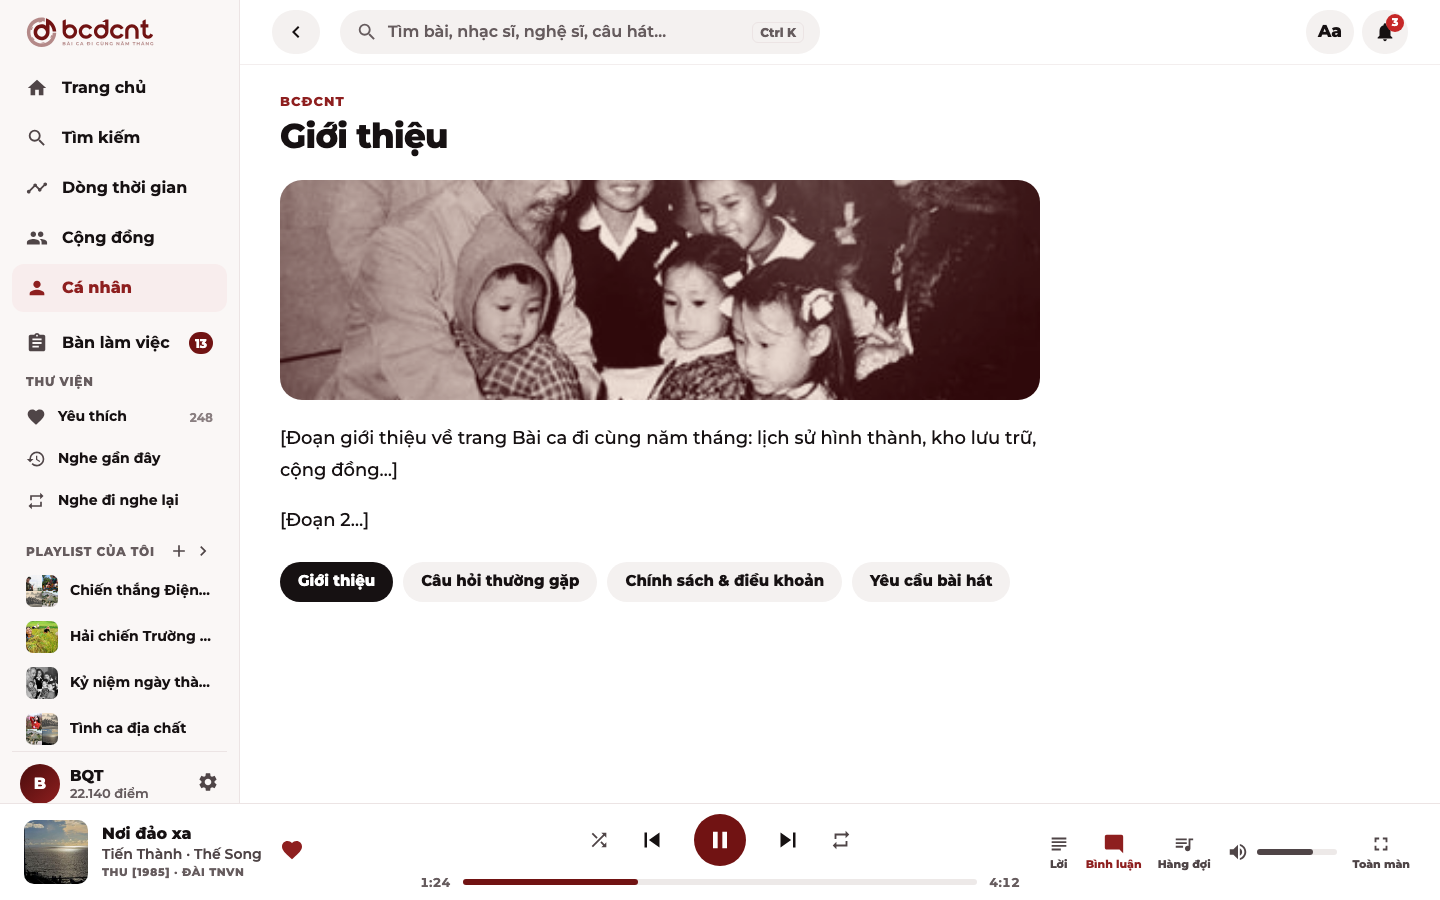 bcdcnt
BÀI CA ĐI CÙNG NĂM THÁNG
Trang chủ
Tìm kiếm
Dòng thời gian
Cộng đồng
Cá nhân
Bàn làm việc 13
THƯ VIỆN
Yêu thích 248
Nghe gần đây
Nghe đi nghe lại
PLAYLIST CỦA TÔI
Chiến thắng Điện...
Hải chiến Trường ...
Kỷ niệm ngày thà...
Tình ca địa chất
B
BQT
22.140 điểm
Tìm bài, nhạc sĩ, nghệ sĩ, câu hát... Ctrl K
Aa
3
BCĐCNT
Giới thiệu
[Đoạn giới thiệu về trang Bài ca đi cùng năm tháng: lịch sử hình thành, kho lưu trữ,
cộng đồng...]
[Đoạn 2...]
Giới thiệu
Câu hỏi thường gặp
Chính sách & điều khoản
Yêu cầu bài hát
Nơi đảo xa
Tiến Thành · Thế Song
THU [1985] · ĐÀI TNVN
1:24
4:12
Lời
Bình luận
Hàng đợi
Toàn màn